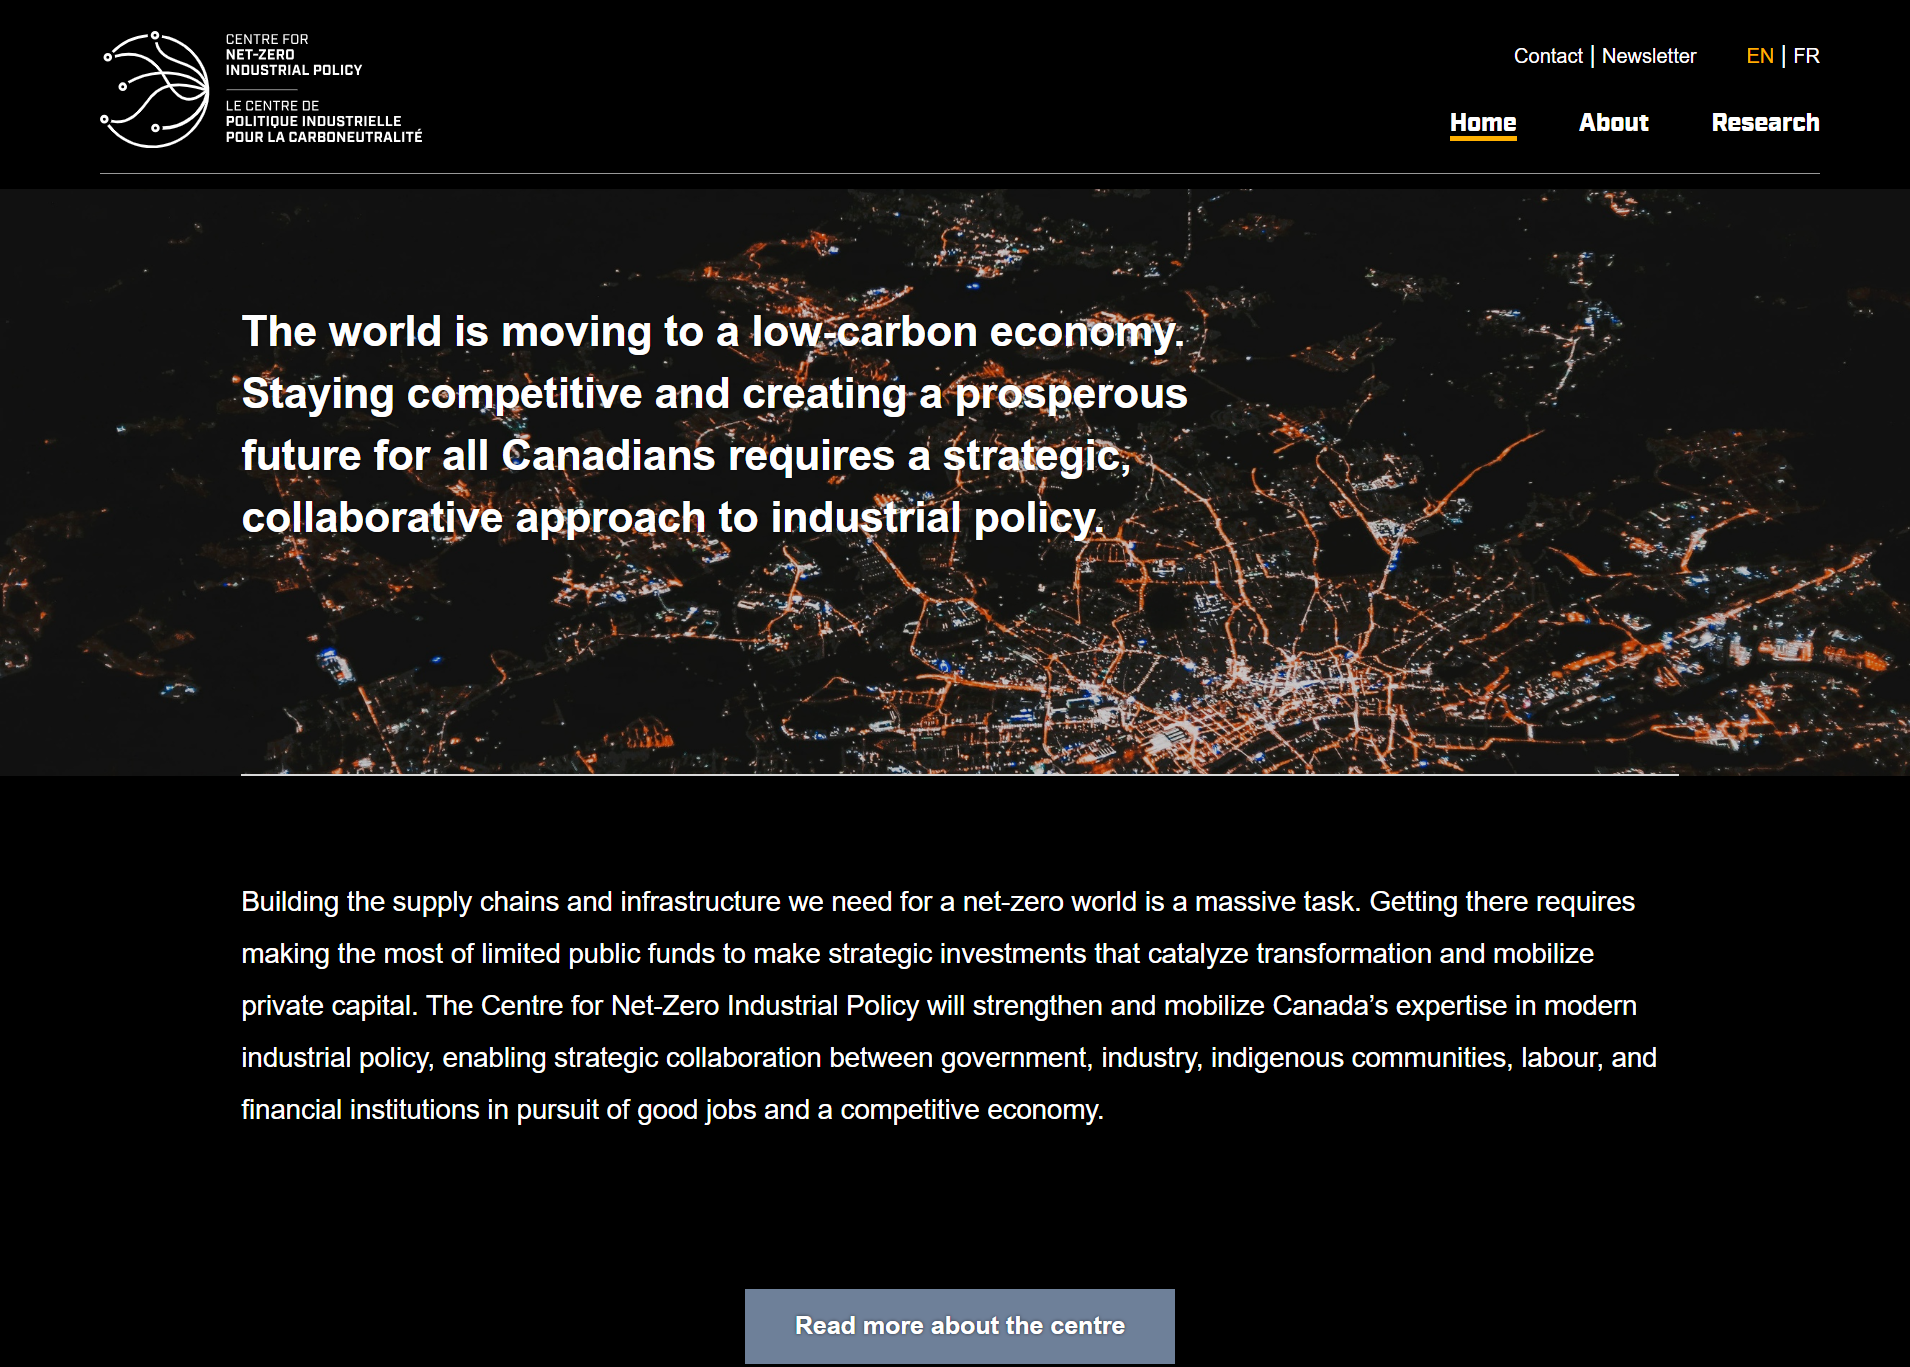 CENTRE FOR
NET-ZERO
INDUSTRIAL POLICY
LE CENTRE DE
POLITIQUE INDUSTRIELLE
POUR LA CARBONEUTRALITÉ
Contact | Newsletter EN | FR
Home About Research
The world is moving to a low-carbon economy.
Staying competitive and creating a prosperous
future for all Canadians requires a strategic,
collaborative approach to industrial policy.
Building the supply chains and infrastructure we need for a net-zero world is a massive task. Getting there requires
making the most of limited public funds to make strategic investments that catalyze transformation and mobilize
private capital. The Centre for Net-Zero Industrial Policy will strengthen and mobilize Canada’s expertise in modern
industrial policy, enabling strategic collaboration between government, industry, indigenous communities, labour, and
financial institutions in pursuit of good jobs and a competitive economy.
Read more about the centre